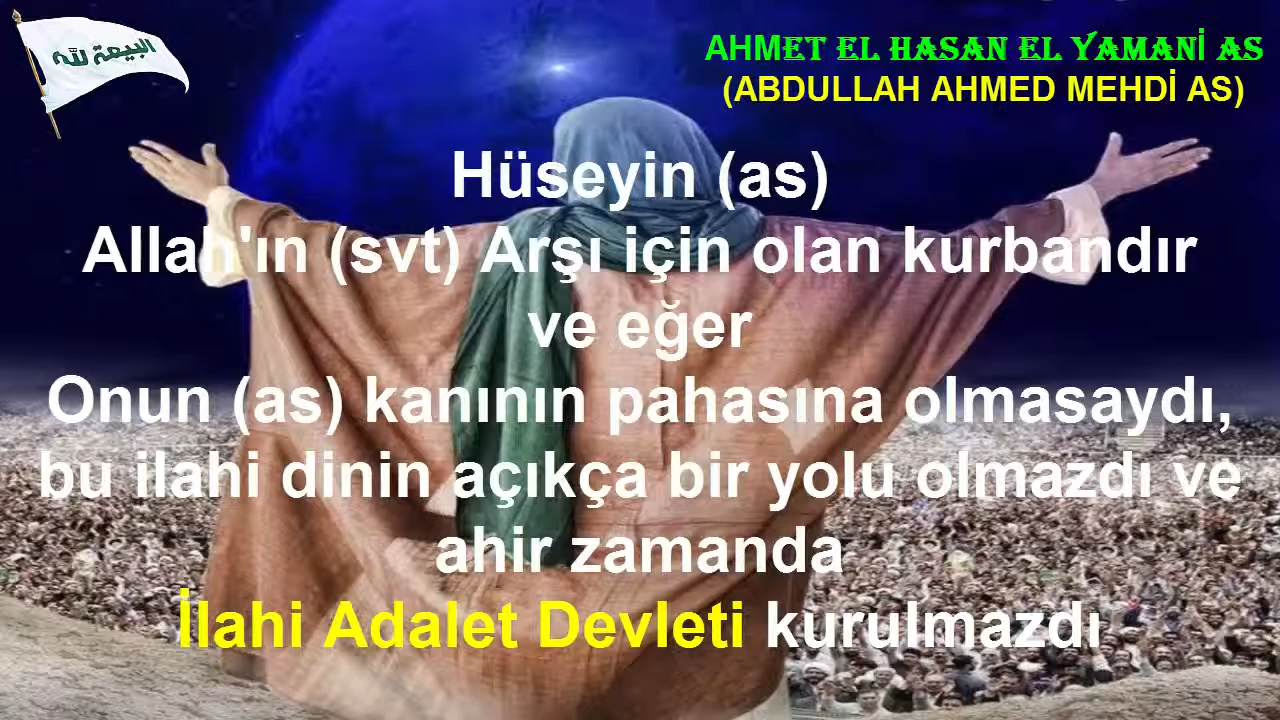 البيعة لله
AHMET EL HASAN EL YAMANİ AS
(ABDULLAH AHMED MEHDİ AS)
Hüseyin (as)
Allah'ın (svt) Arşı için olan kurbandır
ve eğer
Onun (as) kanının pahasına olmasaydı,
bu ilahi dinin açıkça bir yolu olmazdı ve
ahir zamanda
İlahi Adalet Devleti kurulmazdı